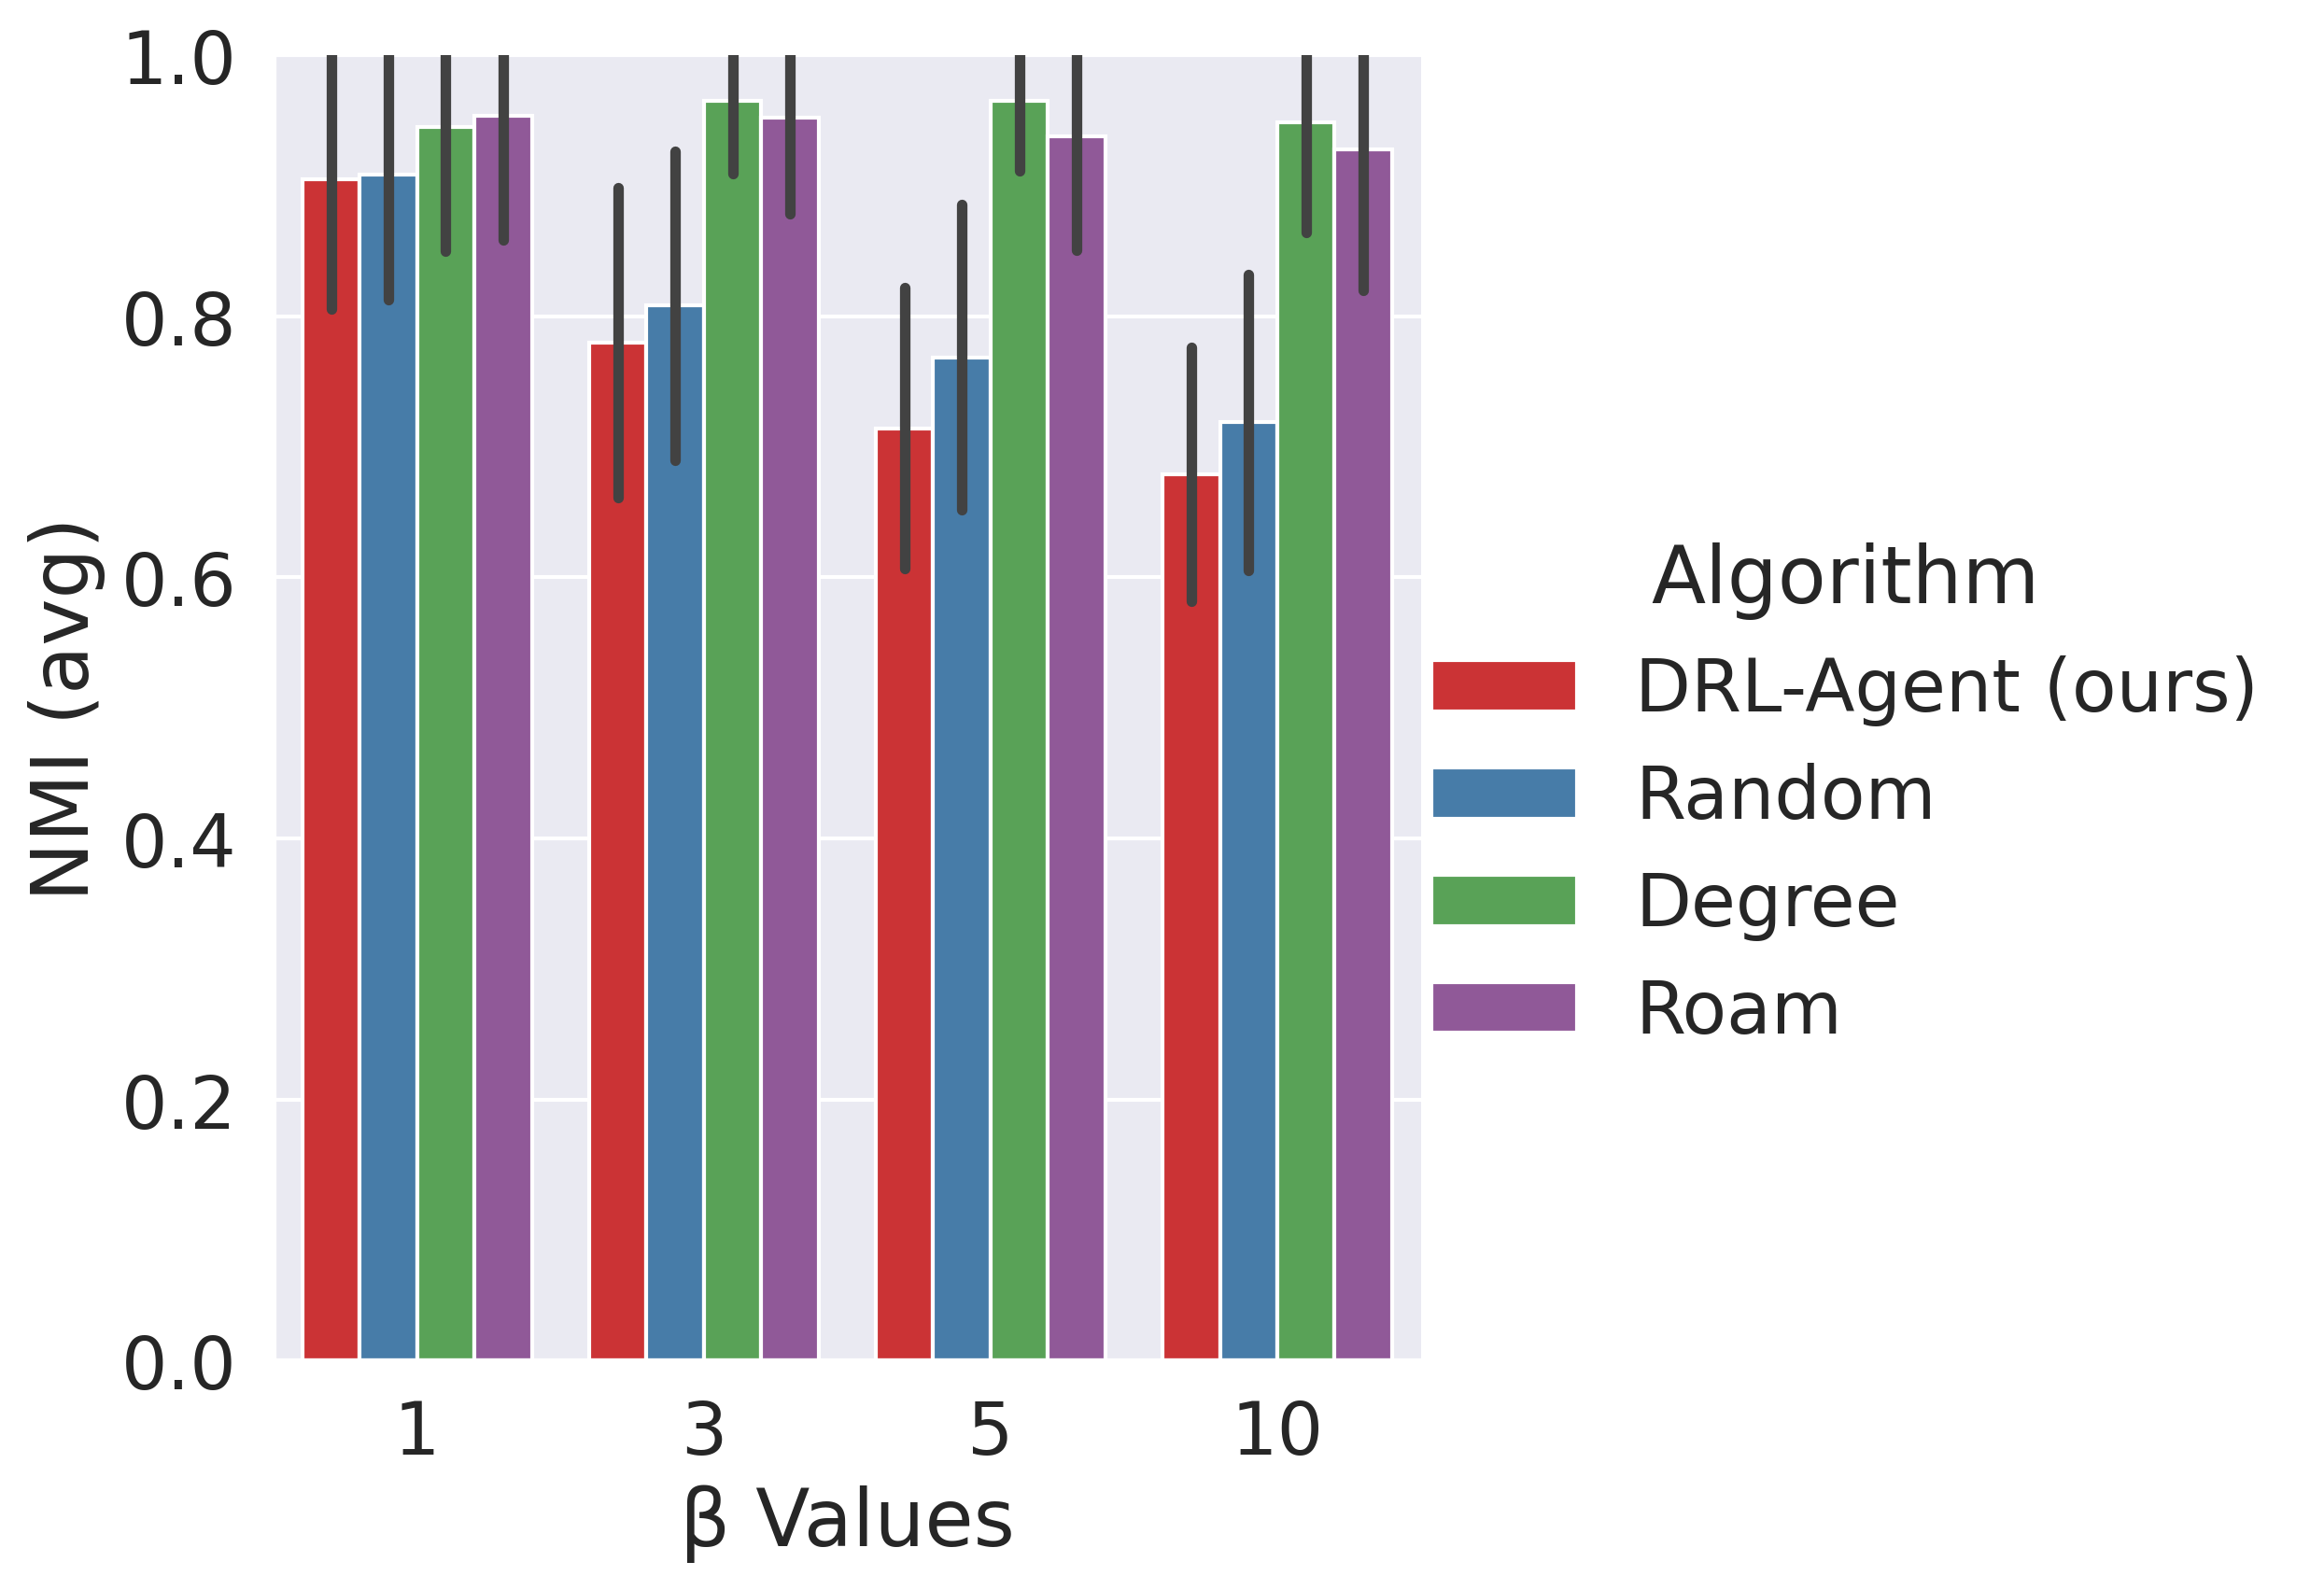 1.0
0.8
0.6
0.4
0.2
0.0
NMI (avg)
1
3
5
10
β Values
Algorithm
DRL-Agent (ours)
Random
Degree
Roam